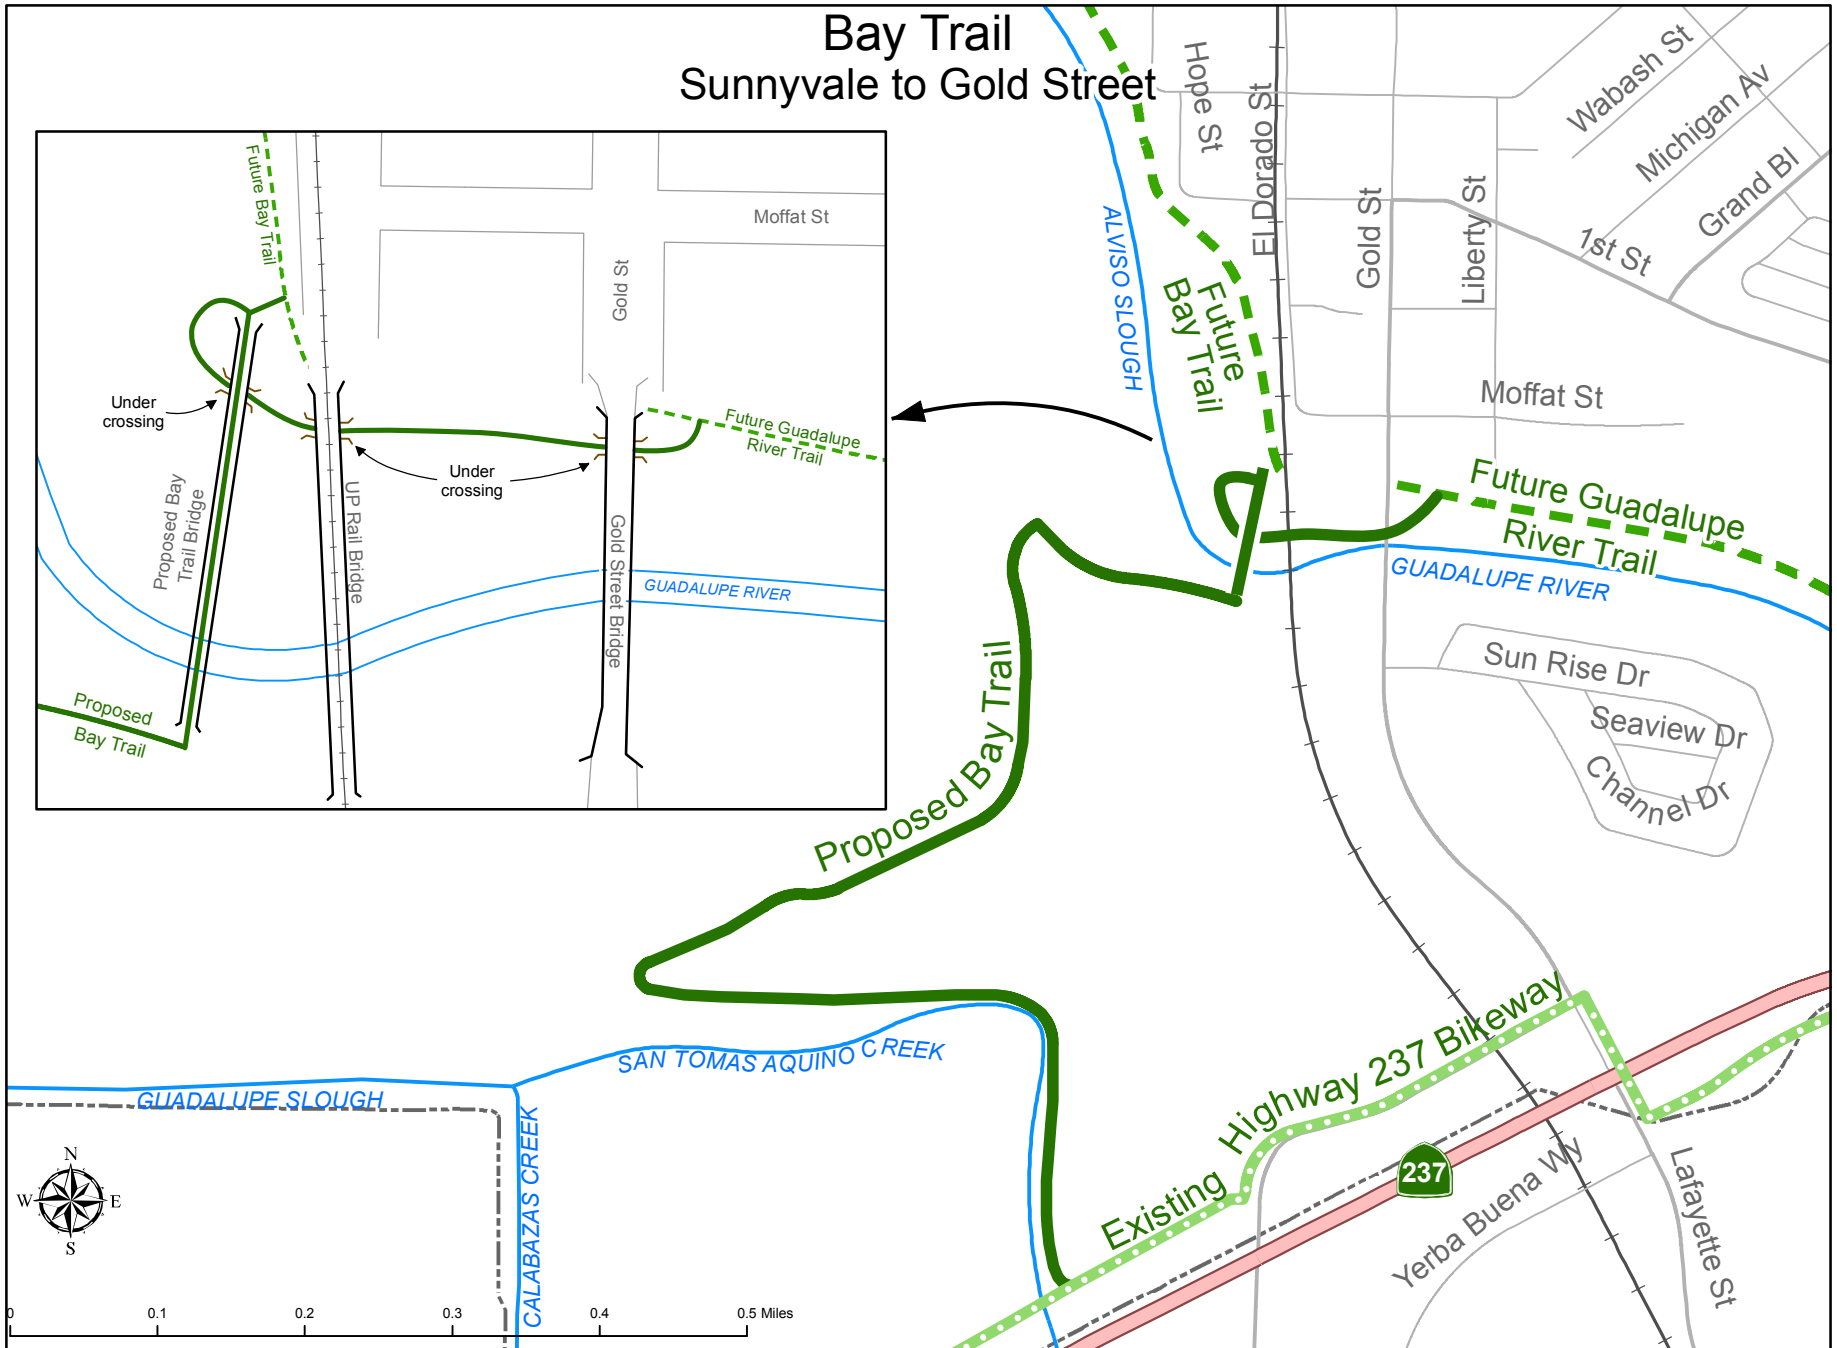 Bay Trail
Sunnyvale to Gold Street
Future Bay Trail
Moffat St
Gold St
Under
crossing
Future Guadalupe
River Trail
Under
crossing
Proposed Bay
Trail Bridge
UP Rail Bridge
Gold Street Bridge
GUADALUPE RIVER
Proposed
Bay Trail
Hope St
El Dorado St
Gold St
Liberty St
Wabash St
Michigan Av
Grand Bl
1st St
ALVISO SLOUGH
Future
Bay Trail
Moffat St
Future Guadalupe
River Trail
GUADALUPE RIVER
Sun Rise Dr
Seaview Dr
Channel Dr
Proposed Bay Trail
Existing Highway 237 Bikeway
237
SAN TOMAS AQUINO CREEK
GUADALUPE SLOUGH
CALABAZAS CREEK
Yerba Buena Wy
Lafayette St
N
W E
S
0 0.1 0.2 0.3 0.4 0.5 Miles